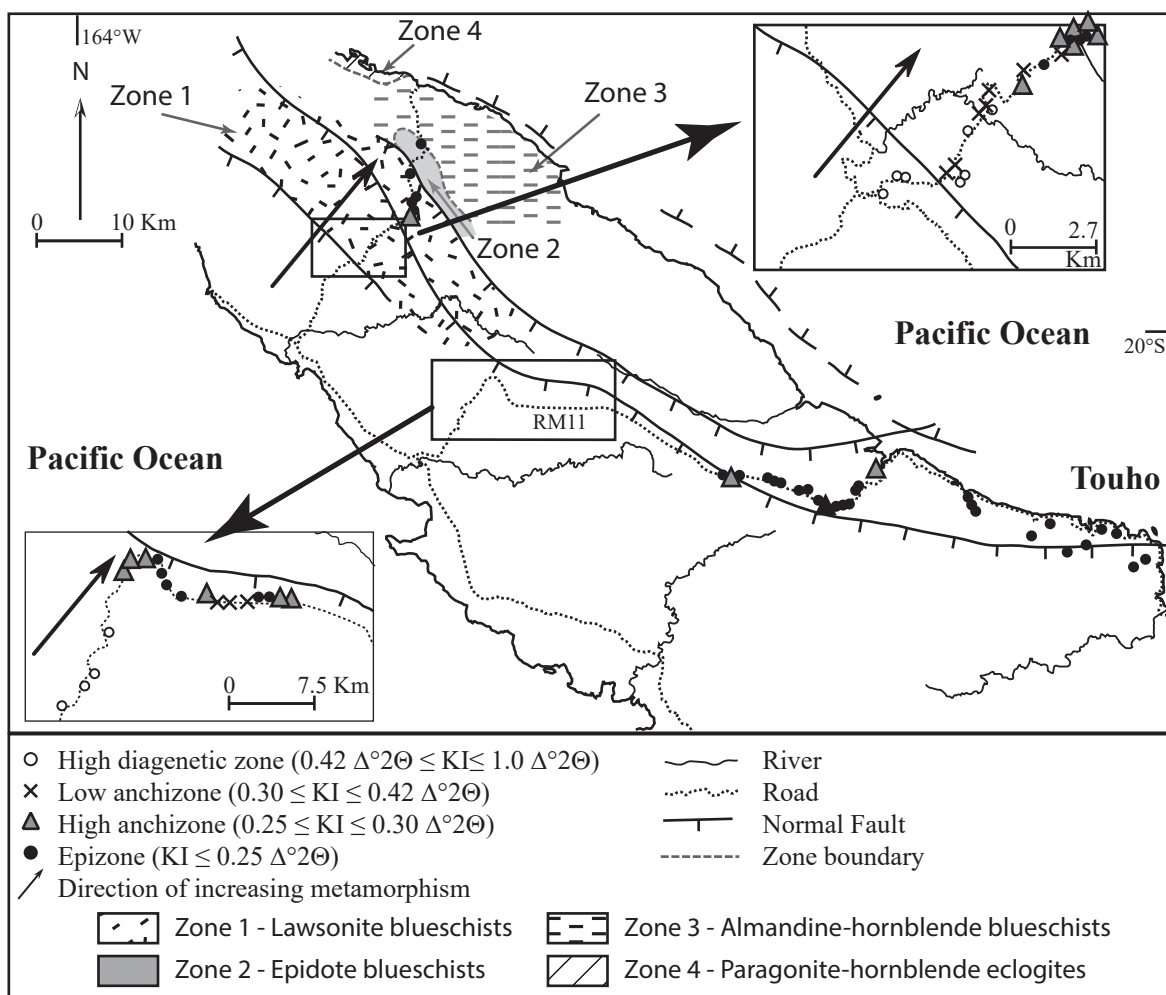 164°W
N
Zone 4
Zone 1
Zone 3
0 10 Km
Zone 2
0 2.7
Km
Pacific Ocean
20°S
RM11
Pacific Ocean
Touho
0 7.5 Km
High diagenetic zone (0.42 Δ°2Θ ≤ KI≤ 1.0 Δ°2Θ)
Low anchizone (0.30 ≤ KI ≤ 0.42 Δ°2Θ)
High anchizone (0.25 ≤ KI ≤ 0.30 Δ°2Θ)
Epizone (KI ≤ 0.25 Δ°2Θ)
Direction of increasing metamorphism
River
Road
Normal Fault
Zone boundary
Zone 1 - Lawsonite blueschists
Zone 2 - Epidote blueschists
Zone 3 - Almandine-hornblende blueschists
Zone 4 - Paragonite-hornblende eclogites